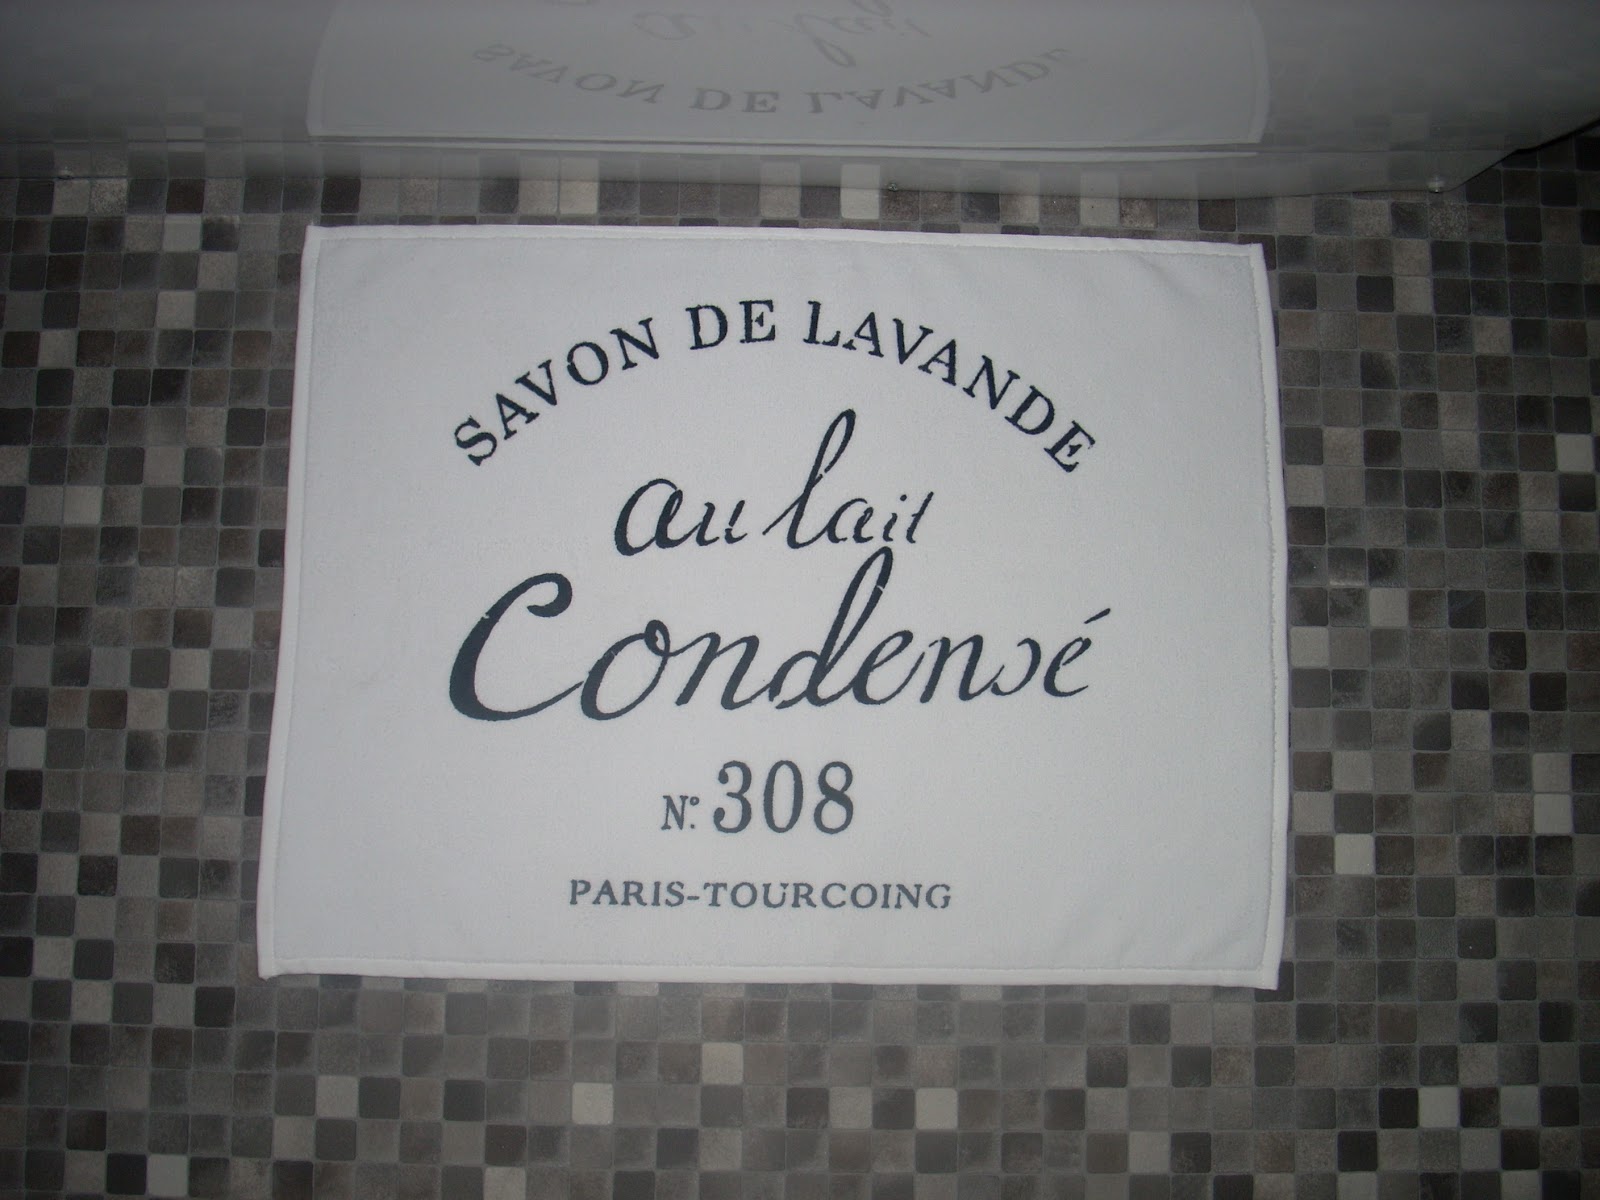 SAVON DE LAVANDE
au lait
Condensé
N° 308
PARIS-TOURCOING